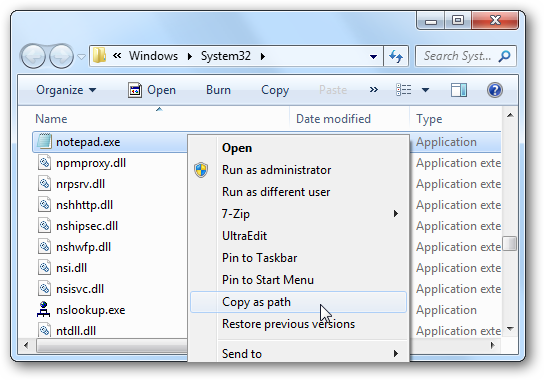 « Windows ▸ System32 ▸ Search Syst...
Organize ▾ Open Burn Copy Paste »
Name Date modified Type
notepad.exe Application
npmproxy.dll Application exte
nrpsrv.dll Application exte
nshhttp.dll Application exte
nshipsec.dll Application exte
nshwfp.dll Application exte
nsi.dll Application exte
nsisvc.dll Application exte
nslookup.exe Application
ntdll.dll Application exte
Open
Run as administrator
Run as different user
7-Zip
UltraEdit
Pin to Taskbar
Pin to Start Menu
Copy as path
Restore previous versions
Send to